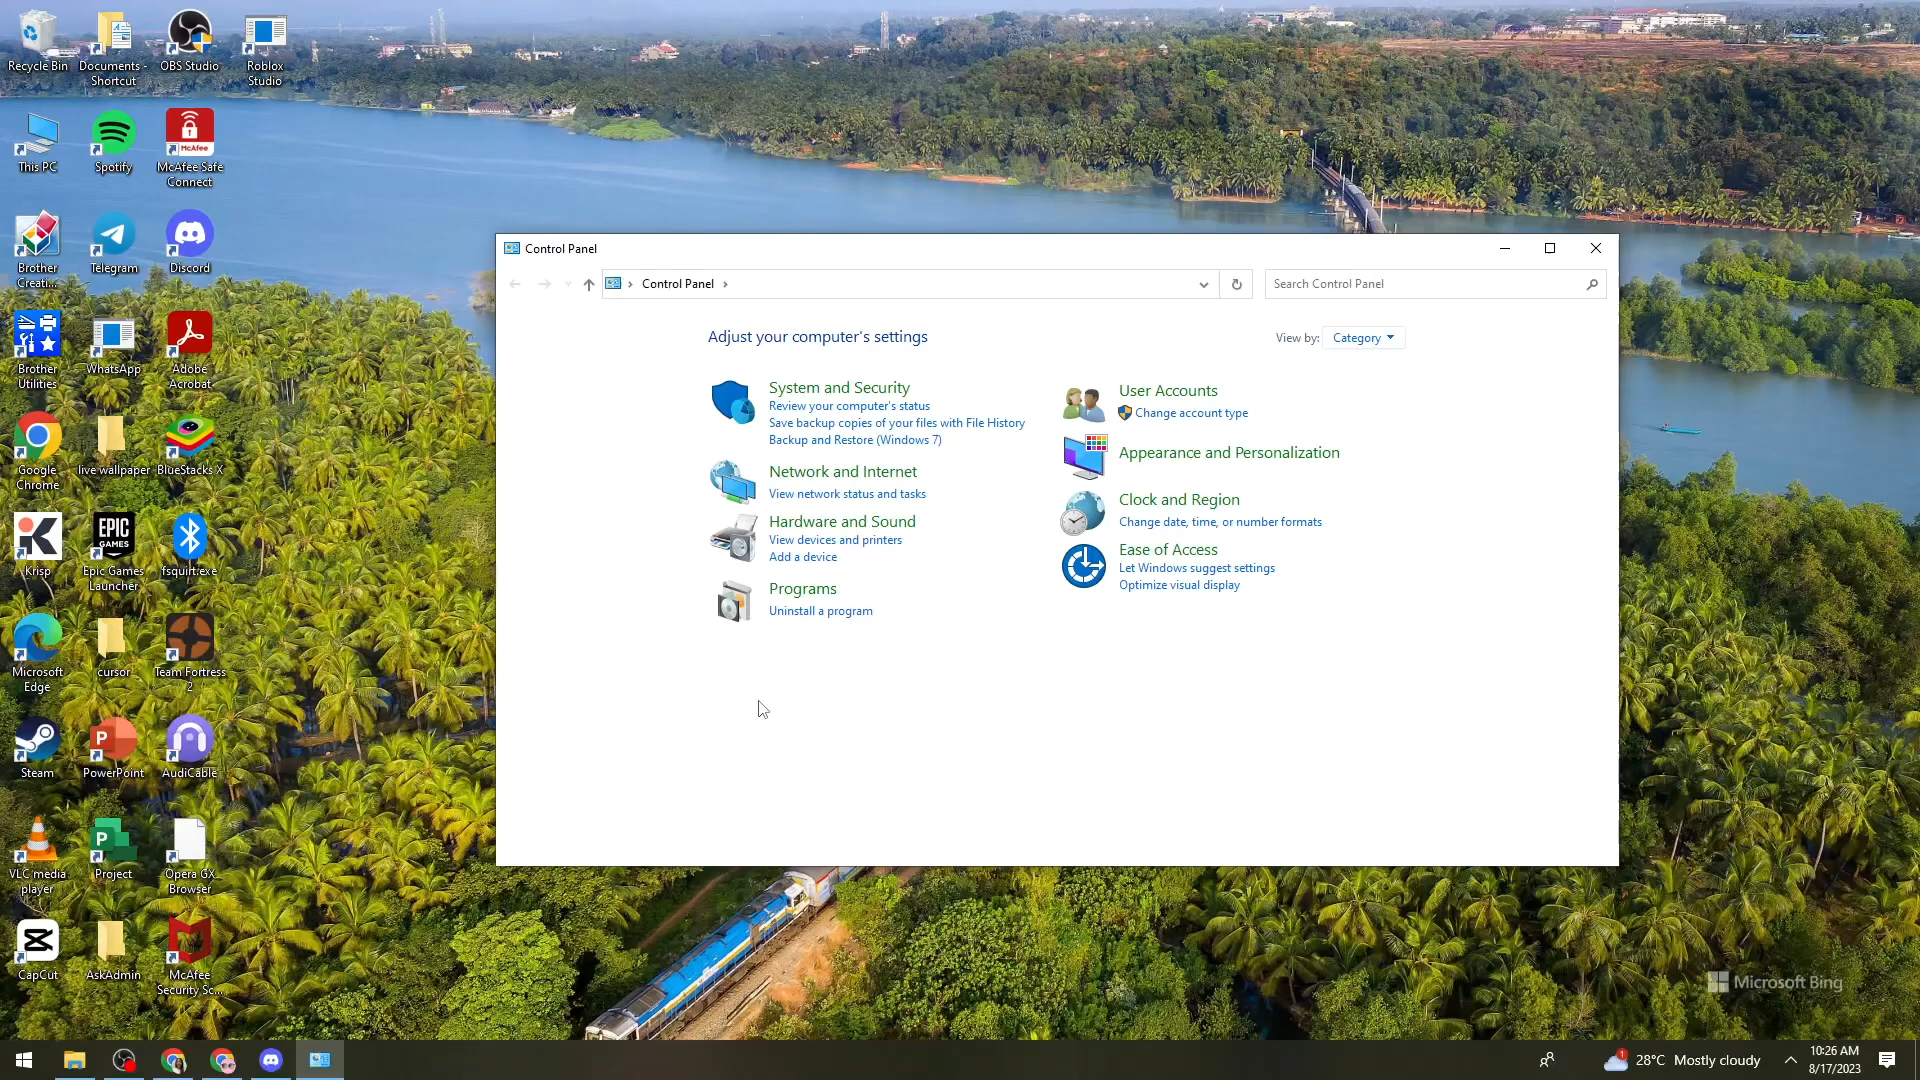 Recycle Bin
Documents -
Shortcut
OBS Studio
Roblox
Studio
This PC
Spotify
McAfee
McAfee Safe
Connect
Brother
Creati...
Telegram
Discord
Brother
Utilities
WhatsApp
Adobe
Acrobat
Google
Chrome
live wallpaper
BlueStacks X
Krisp
EPIC
GAMES
Epic Games
Launcher
fsquirt.exe
Microsoft
Edge
cursor
Team Fortress
2
Steam
PowerPoint
AudiCable
VLC media
player
Project
Opera GX
Browser
CapCut
AskAdmin
McAfee
Security Sc...
Control Panel
Control Panel
Search Control Panel
Adjust your computer's settings
View by: Category
System and Security
Review your computer's status
Save backup copies of your files with File History
Backup and Restore (Windows 7)
Network and Internet
View network status and tasks
Hardware and Sound
View devices and printers
Add a device
Programs
Uninstall a program
User Accounts
Change account type
Appearance and Personalization
Clock and Region
Change date, time, or number formats
Ease of Access
Let Windows suggest settings
Optimize visual display
Microsoft Bing
1
28°C Mostly cloudy
10:26 AM
8/17/2023